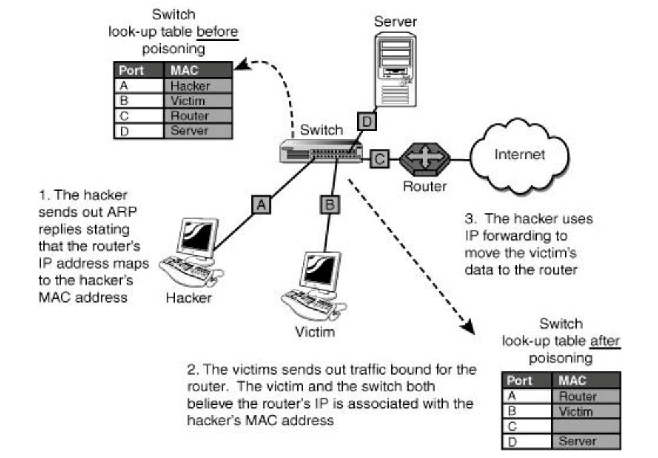 Switch
look-up table before
poisoning
Port MAC
A Hacker
B Victim
C Router
D Server
Server
D
Switch
C
Router
Internet
A
B
1. The hacker
sends out ARP
replies stating
that the router's
IP address maps
to the hacker's
MAC address
Hacker
Victim
3. The hacker uses
IP forwarding to
move the victim's
data to the router
2. The victims sends out traffic bound for the
router. The victim and the switch both
believe the router's IP is associated with the
hacker's MAC address
Switch
look-up table after
poisoning
Port MAC
A Router
B Victim
C
D Server